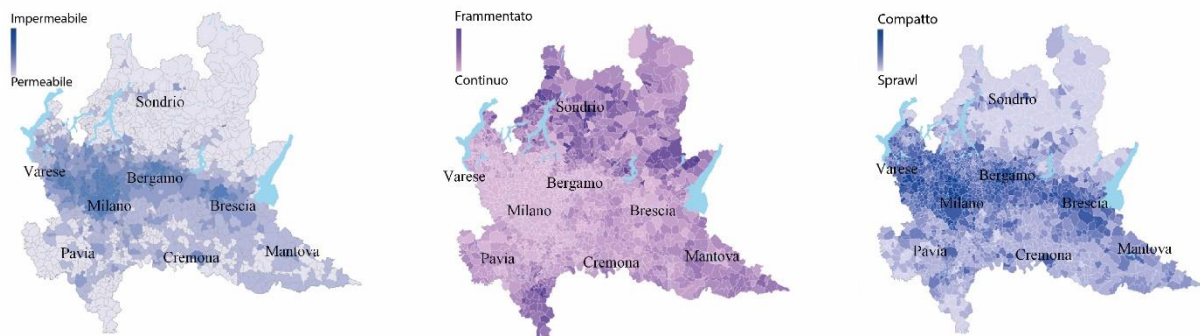 Impermeabile
Permeabile
Sondrio
Varese
Bergamo
Milano
Brescia
Pavia
Cremona
Mantova
Frammentato
Continuo
Sondrio
Varese
Bergamo
Milano
Brescia
Pavia
Cremona
Mantova
Compatto
Sprawl
Sondrio
Varese
Bergamo
Milano
Brescia
Pavia
Cremona
Mantova